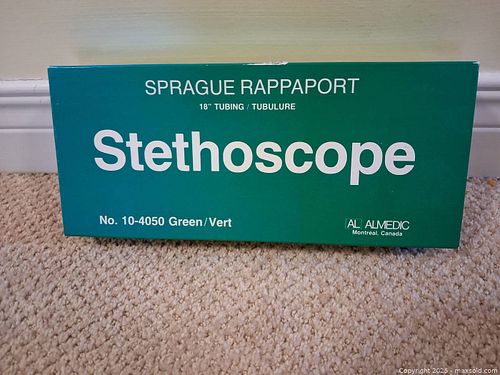 SPRAGUE RAPPAPORT
18" TUBING / TUBULURE
Stethoscope
No. 10-4050 Green/Vert
AL ALMEDIC
Montreal, Canada
Copyright 2025 - maxsold.com